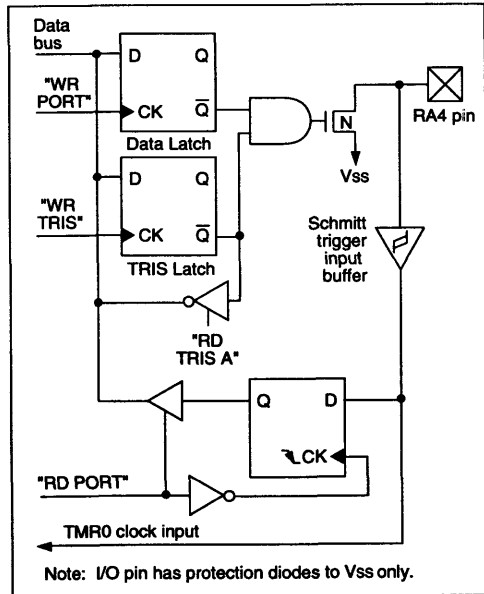 Data
bus
D
Q
"WR
PORT"
CK
Q
N
RA4 pin
Data Latch
Vss
D
Q
"WR
TRIS"
CK
Q
TRIS Latch
Schmitt
trigger
input
buffer
"RD
TRIS A"
Q
D
CK
"RD PORT"
TMR0 clock input
Note: I/O pin has protection diodes to Vss only.